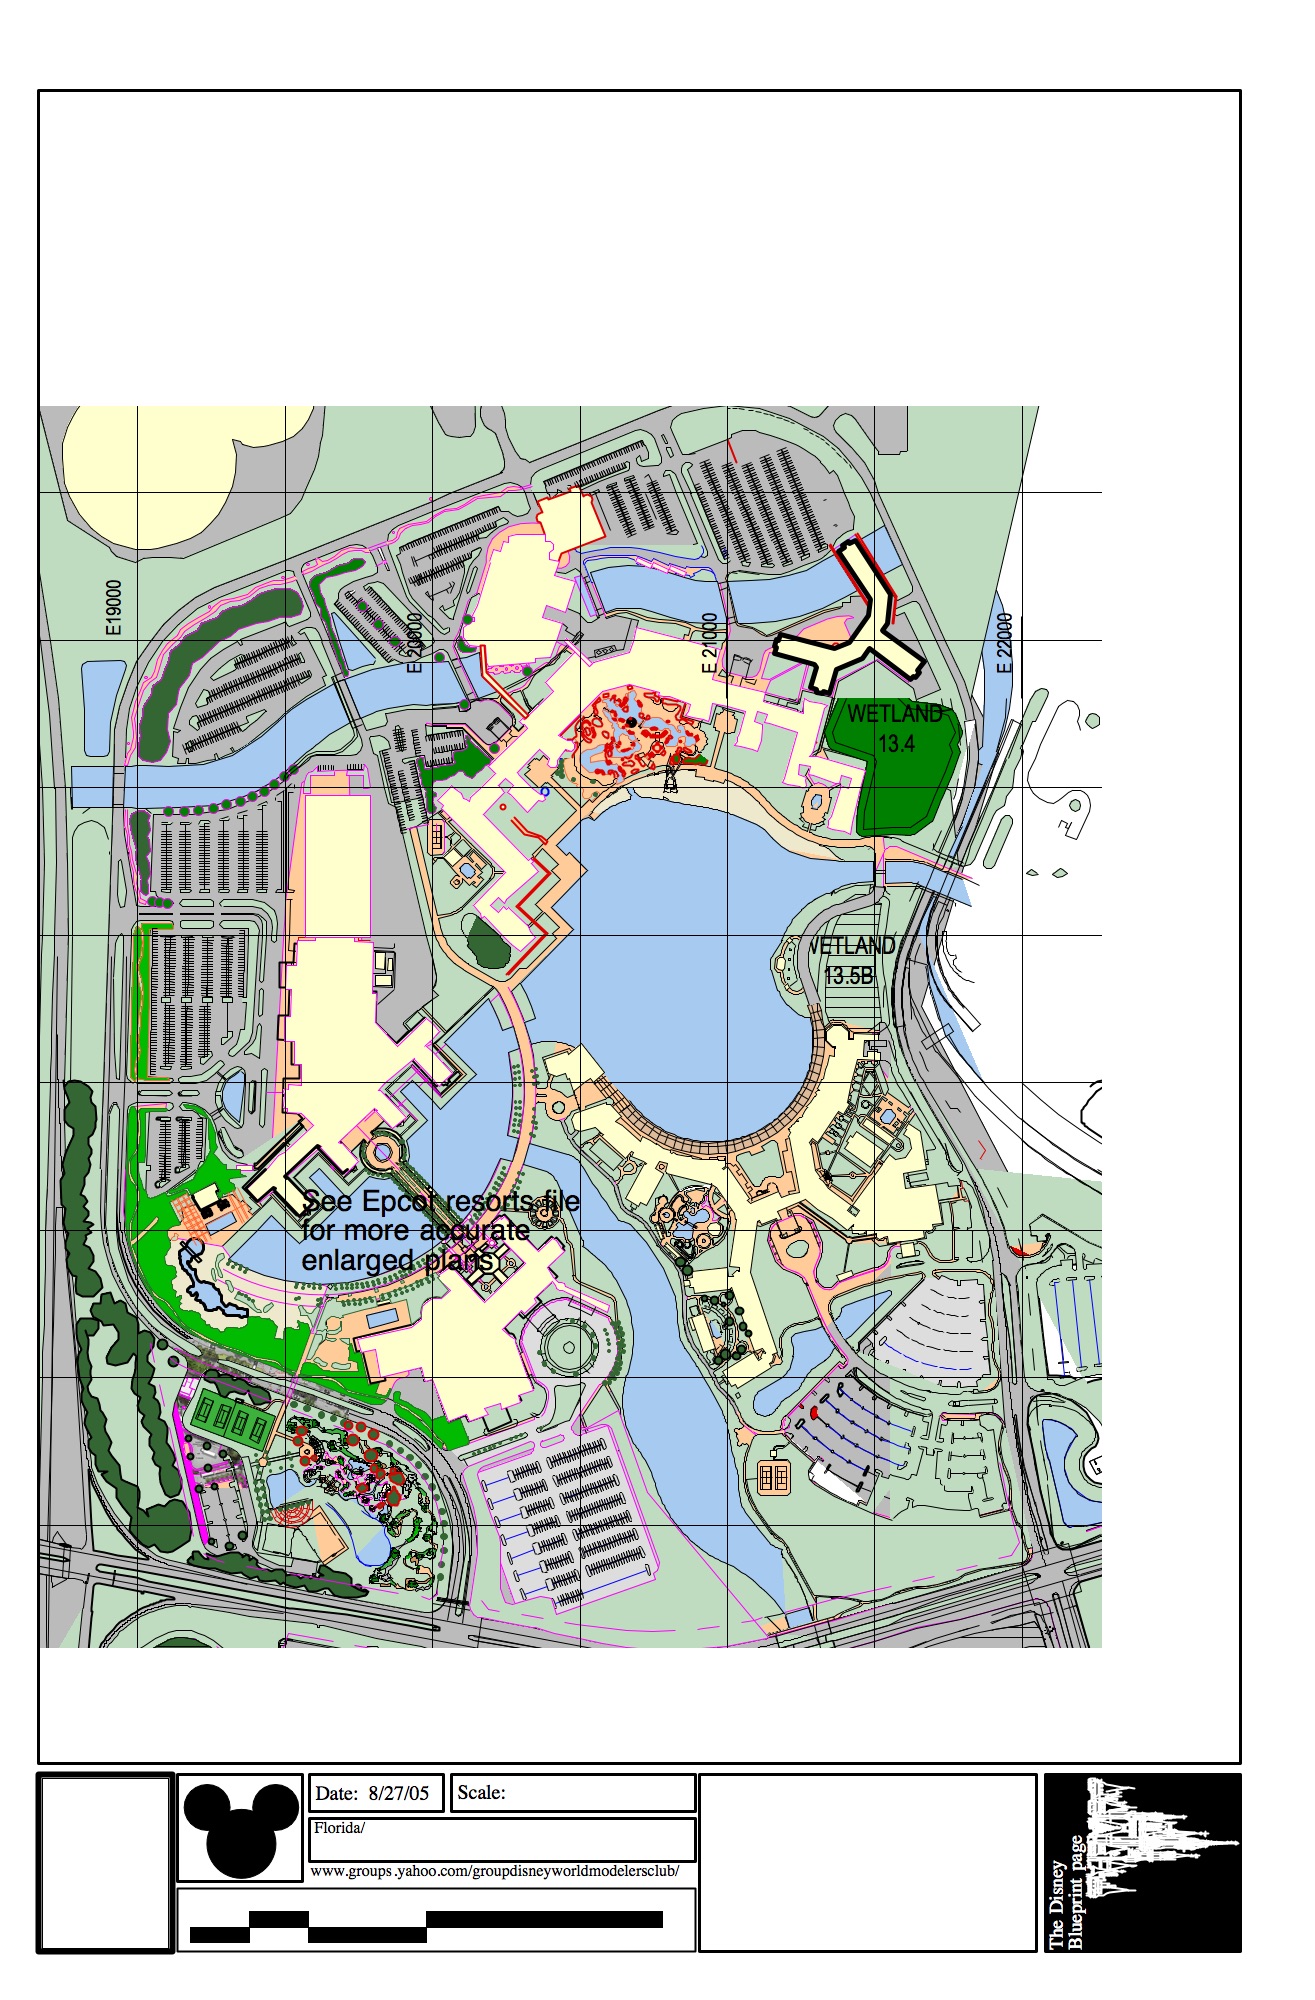 E19000
E 20000
E 21000
E 22000
WETLAND
13.4
WETLAND
13.5B
See Epcot resorts file
for more accurate
enlarged plans
Date: 8/27/05
Scale:
Florida/
www.groups.yahoo.com/groupdisneyworldmodelersclub/
The Disney
Blueprint page